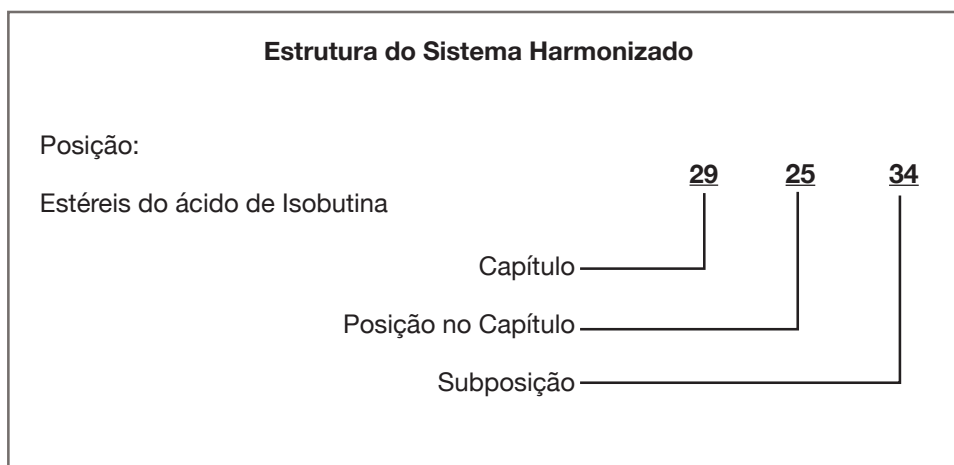 Estrutura do Sistema Harmonizado
Posição:
29 25 34
Estéreis do ácido de Isobutina
Capítulo
Posição no Capítulo
Subposição